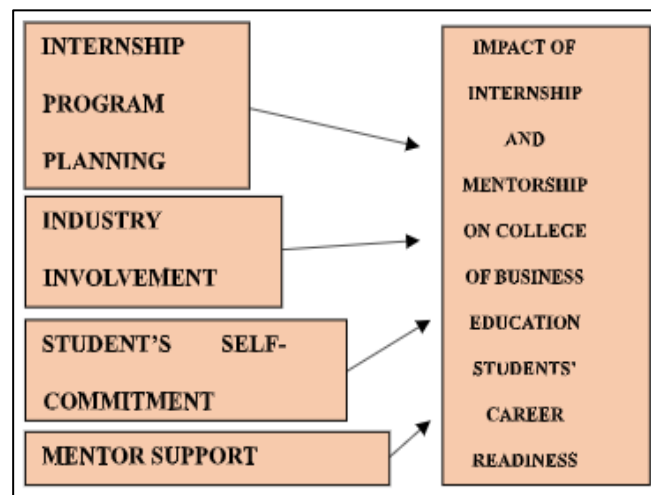 INTERNSHIP
PROGRAM
PLANNING
INDUSTRY
INVOLVEMENT
STUDENT'S SELF-
COMMITMENT
MENTOR SUPPORT
IMPACT OF
INTERNSHIP
AND
MENTORSHIP
ON COLLEGE
OF BUSINESS
EDUCATION
STUDENTS'
CAREER
READINESS